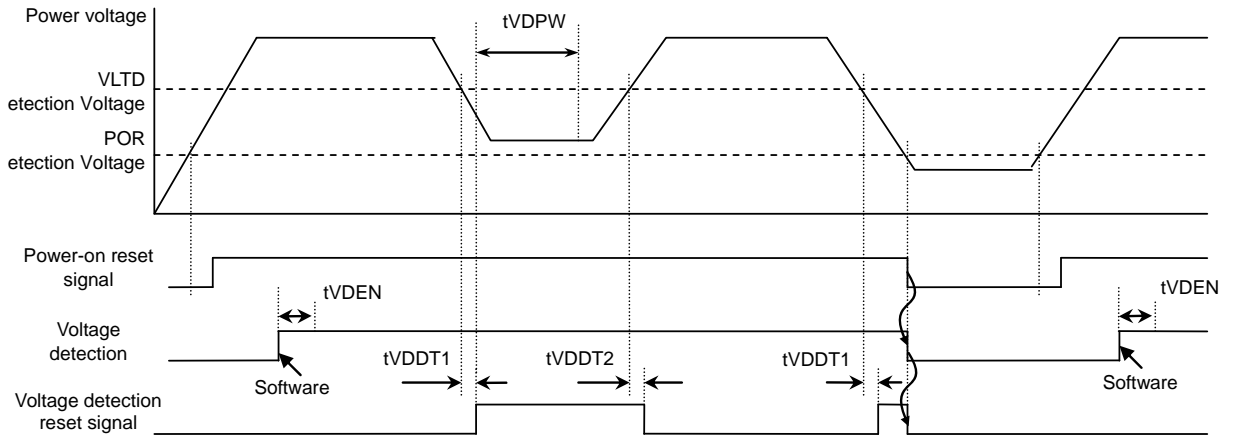 Power voltage
tVDPW
VLTD
etection Voltage
POR
etection Voltage
Power-on reset
signal
tVDEN
tVDEN
Voltage
detection
tVDDT1
tVDDT2
tVDDT1
Software
Software
Voltage detection
reset signal